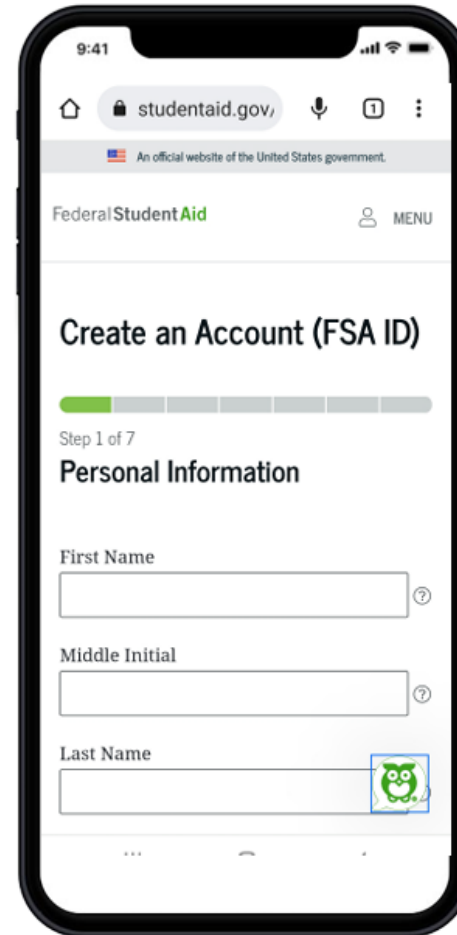 9:41
studentaid.gov/
1
An official website of the United States government.
Federal Student Aid
MENU
Create an Account (FSA ID)
Step 1 of 7
Personal Information
First Name
?
Middle Initial
?
Last Name